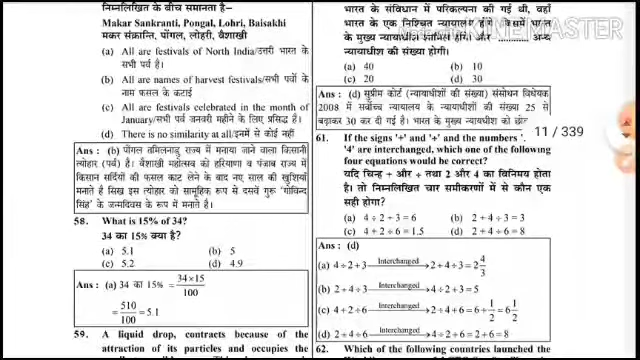 निम्नलिखित के बीच समानता है–
Makar Sankranti, Pongal, Lohri, Baisakhi
मकर संक्रान्ति, पोंगल, लोहरी, वैशाखी
(a) All are festivals of North India/उत्तरी भारत के
सभी पर्व है।
(b) All are names of harvest festivals/सभी पर्वो के
नाम फसल के कटाई
(c) All are festivals celebrated in the month of
January/सभी पर्व जनवरी महीने के लिए प्रसिद्ध है।
(d) There is no similarity at all/इनमें से कोई नहीं
Ans : (b) पोंगल तमिलनाडु राज्य में मनाया जाने वाला किसानी
त्योहार (पर्व) है। वैशाखी महोत्सव को हरियाणा व पंजाब राज्य में
किसान सर्दियों की फसल काट लेने के बाद नए साल की खुशियाँ
मनाते है सिख इस त्योहार को सामूहिक रूप से दसवें गुरू 'गोविन्द
सिंह' के जन्मदिवस के रूप में मनाते है।
58. What is 15% of 34?
34 का 15% क्या है?
(a) 5.1 (b) 5
(c) 5.2 (d) 4.9
Ans : (a) 34 का 15% = 34×15/100
= 510/100 = 5.1
59. A liquid drop, contracts because of the
attraction of its particles and occupies the
भारत के संविधान में परिकल्पना की गई थी, वहाँ
भारत के एक निश्चित न्यायालय होंगे जिसमें भारत
के मुख्य न्यायाधीश शामिल होंगे। और .......... अन्य
न्यायाधीश की संख्या होगी।
(a) 40 (b) 10
(c) 20 (d) 30
Ans : (d) सुप्रीम कोर्ट (न्यायाधीशों की संख्या) संसोधन विधेयक
2008 में सर्वोच्च न्यायालय के न्यायाधीशों की संख्या 25 से
बढ़ाकर 30 कर दी गई है। भारत के मुख्य न्यायाधीश को छोड़
11 / 339
61. If the signs '+' and '÷' and the numbers
'4' are interchanged, which one of the following
four equations would be correct?
यदि चिन्ह + और ÷ तथा 2 और 4 का विनिमय होता
है। तो निम्नलिखित चार समीकरणों में से कौन एक
सही होगा?
(a) 4 ÷ 2 + 3 = 6 (b) 2 + 4 ÷ 3 = 3
(c) 4 + 2 ÷ 6 = 1.5 (d) 2 + 4 ÷ 6 = 8
Ans : (d)
(a) 4÷2+3 Interchanged 2+4÷3=2 4/3
(b) 2+4÷3 Interchanged 4÷2+3=5
(c) 4+2÷6 Interchanged 2÷4+6=6+1/2=6 1/2
(d) 2+4÷6 Interchanged 4÷2+6=2+6=8
62. Which of the following countries launched the